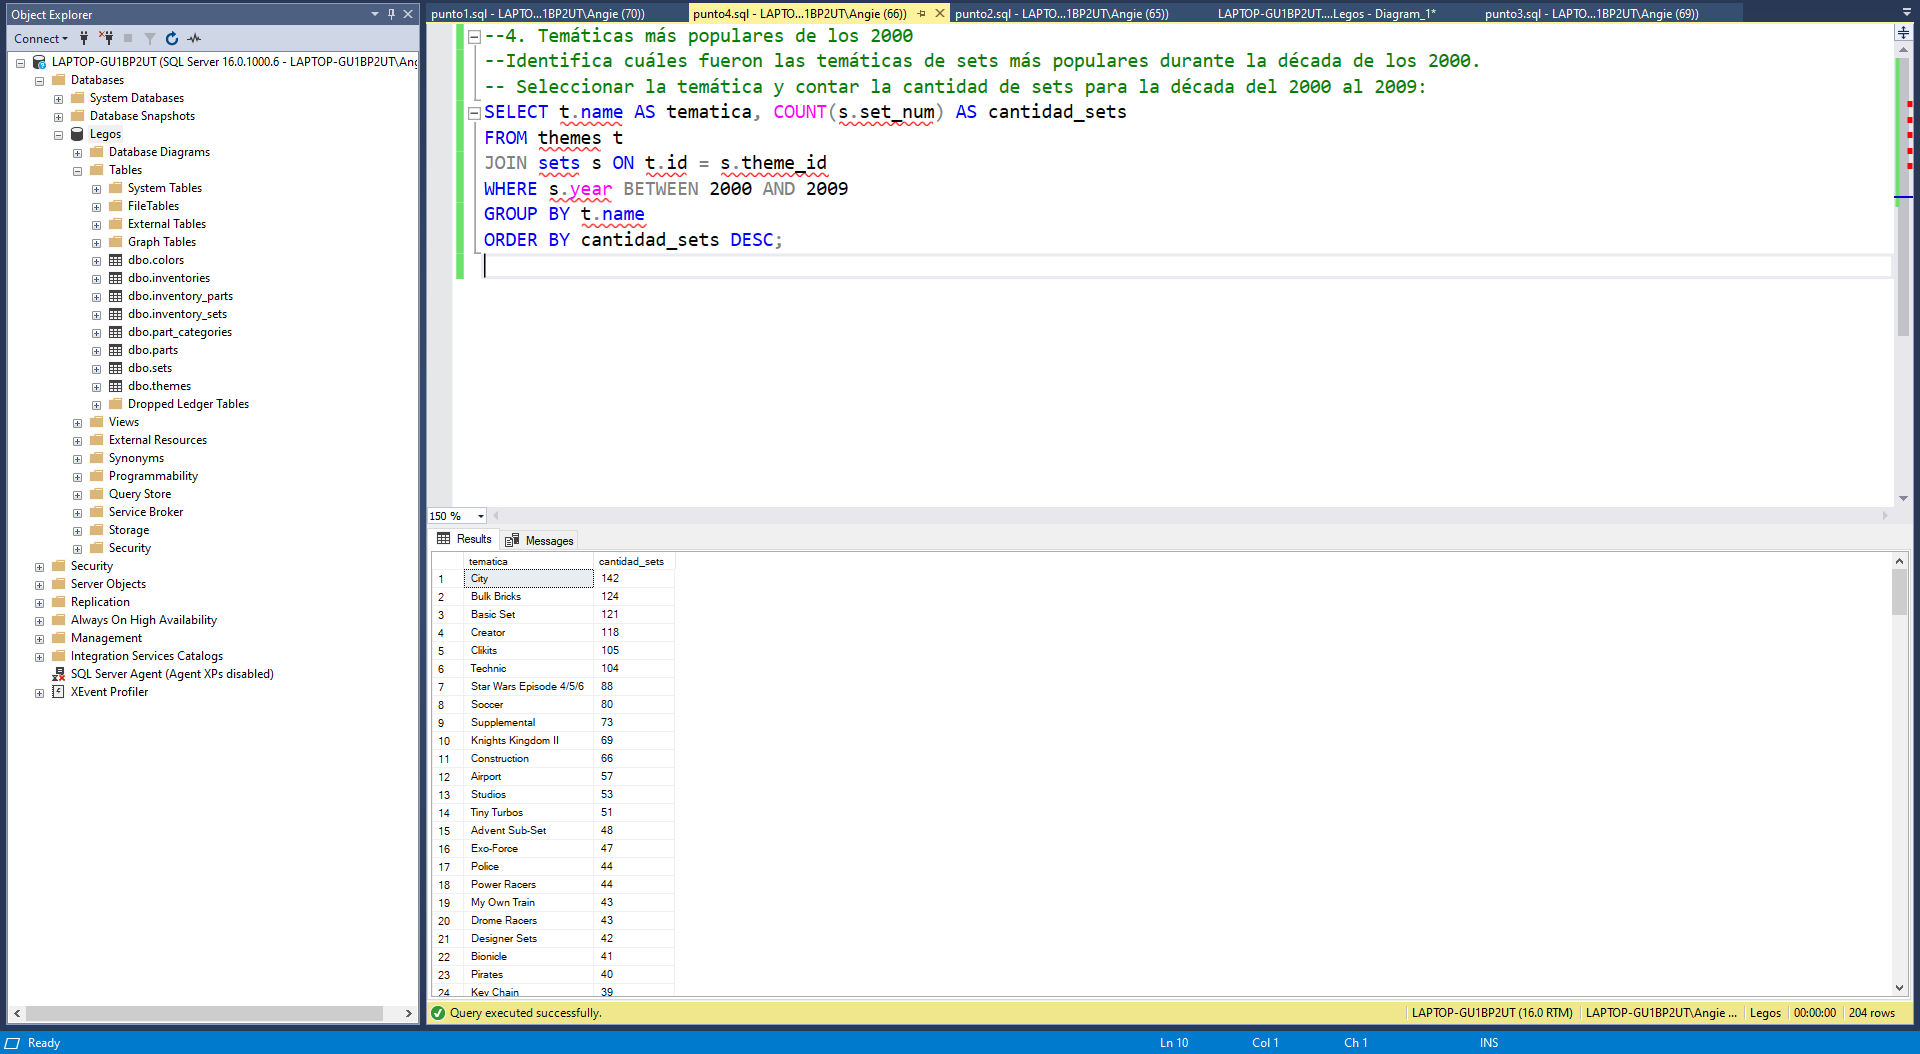 Object Explorer
Connect
LAPTOP-GU1BP2UT (SQL Server 16.0.1000.6 - LAPTOP-GU1BP2UT\Ang
Databases
System Databases
Database Snapshots
Legos
Database Diagrams
Tables
System Tables
FileTables
External Tables
Graph Tables
dbo.colors
dbo.inventories
dbo.inventory_parts
dbo.inventory_sets
dbo.part_categories
dbo.parts
dbo.sets
dbo.themes
Dropped Ledger Tables
Views
External Resources
Synonyms
Programmability
Query Store
Service Broker
Storage
Security
Security
Server Objects
Replication
Always On High Availability
Management
Integration Services Catalogs
SQL Server Agent (Agent XPs disabled)
XEvent Profiler
punto1.sql - LAPTO...1BP2UT\Angie (70))
punto4.sql - LAPTO...1BP2UT\Angie (66))
punto2.sql - LAPTO...1BP2UT\Angie (65))
LAPTOP-GU1BP2UT....Legos - Diagram_1*
punto3.sql - LAPTO...1BP2UT\Angie (69))
--4. Temáticas más populares de los 2000
--Identifica cuáles fueron las temáticas de sets más populares durante la década de los 2000.
-- Seleccionar la temática y contar la cantidad de sets para la década del 2000 al 2009:
SELECT t.name AS tematica, COUNT(s.set_num) AS cantidad_sets
FROM themes t
JOIN sets s ON t.id = s.theme_id
WHERE s.year BETWEEN 2000 AND 2009
GROUP BY t.name
ORDER BY cantidad_sets DESC;
150 %
Results Messages
tematica cantidad_sets
1 City 142
2 Bulk Bricks 124
3 Basic Set 121
4 Creator 118
5 Clikits 105
6 Technic 104
7 Star Wars Episode 4/5/6 88
8 Soccer 80
9 Supplemental 73
10 Knights Kingdom II 69
11 Construction 66
12 Airport 57
13 Studios 53
14 Tiny Turbos 51
15 Advent Sub-Set 48
16 Exo-Force 47
17 Police 44
18 Power Racers 44
19 My Own Train 43
20 Drome Racers 43
21 Designer Sets 42
22 Bionicle 41
23 Pirates 40
24 Key Chain 39
Query executed successfully.
LAPTOP-GU1BP2UT (16.0 RTM) LAPTOP-GU1BP2UT\Angie ... Legos 00:00:00 204 rows
Ready Ln 10 Col 1 Ch 1 INS